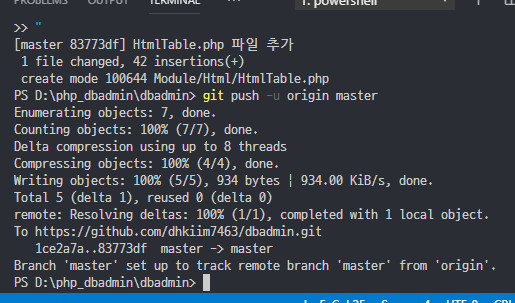 PROBLEMS
OUTPUT
TERMINAL
1: powershell
>> "
[master 83773df] HtmlTable.php 파일 추가
 1 file changed, 42 insertions(+)
 create mode 100644 Module/Html/HtmlTable.php
PS D:\php_dbadmin\dbadmin> git push -u origin master
Enumerating objects: 7, done.
Counting objects: 100% (7/7), done.
Delta compression using up to 8 threads
Compressing objects: 100% (4/4), done.
Writing objects: 100% (5/5), 934 bytes ¦ 934.00 KiB/s, done.
Total 5 (delta 1), reused 0 (delta 0)
remote: Resolving deltas: 100% (1/1), completed with 1 local object.
To https://github.com/dhkiim7463/dbadmin.git
   1ce2a7a..83773df  master -> master
Branch 'master' set up to track remote branch 'master' from 'origin'.
PS D:\php_dbadmin\dbadmin>